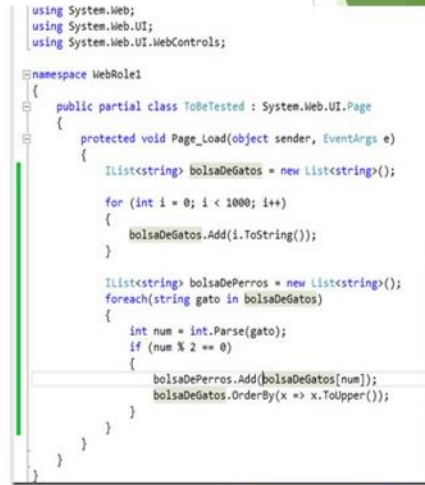 using System.Web;
using System.Web.UI;
using System.Web.UI.WebControls;
namespace WebRole1
{
public partial class ToBeTested : System.Web.UI.Page
{
protected void Page_Load(object sender, EventArgs e)
{
IList<string> bolsaDeGatos = new List<string>();
for (int i = 0; i < 1000; i++)
{
bolsaDeGatos.Add(i.ToString());
}
IList<string> bolsaDePerros = new List<string>();
foreach(string gato in bolsaDeGatos)
{
int num = int.Parse(gato);
if (num % 2 == 0)
{
bolsaDePerros.Add(bolsaDeGatos[num]);
bolsaDeGatos.OrderBy(x => x.ToUpper());
}
}
}
}
}